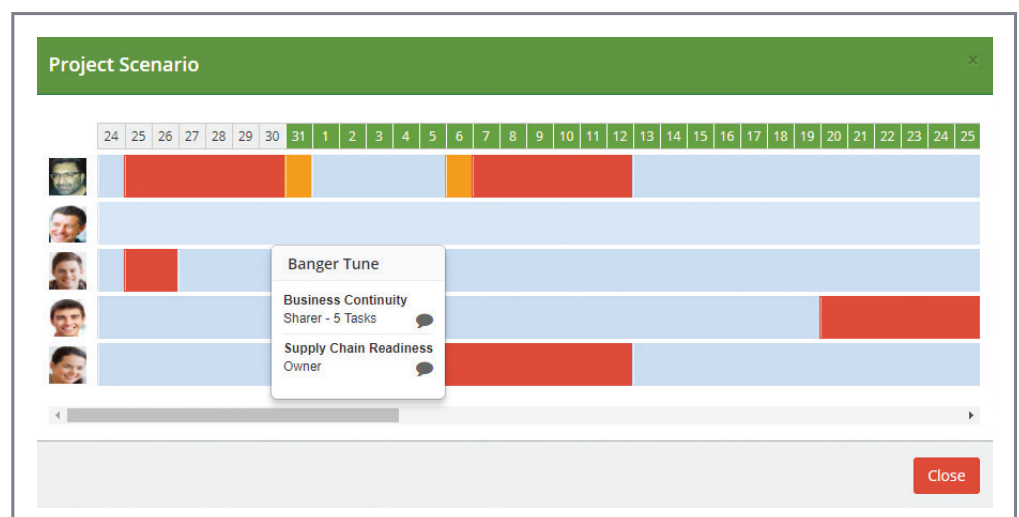 Project Scenario ×
24 25 26 27 28 29 30 31 1 2 3 4 5 6 7 8 9 10 11 12 13 14 15 16 17 18 19 20 21 22 23 24 25
Banger Tune
Business Continuity
Sharer - 5 Tasks
Supply Chain Readiness
Owner
Close